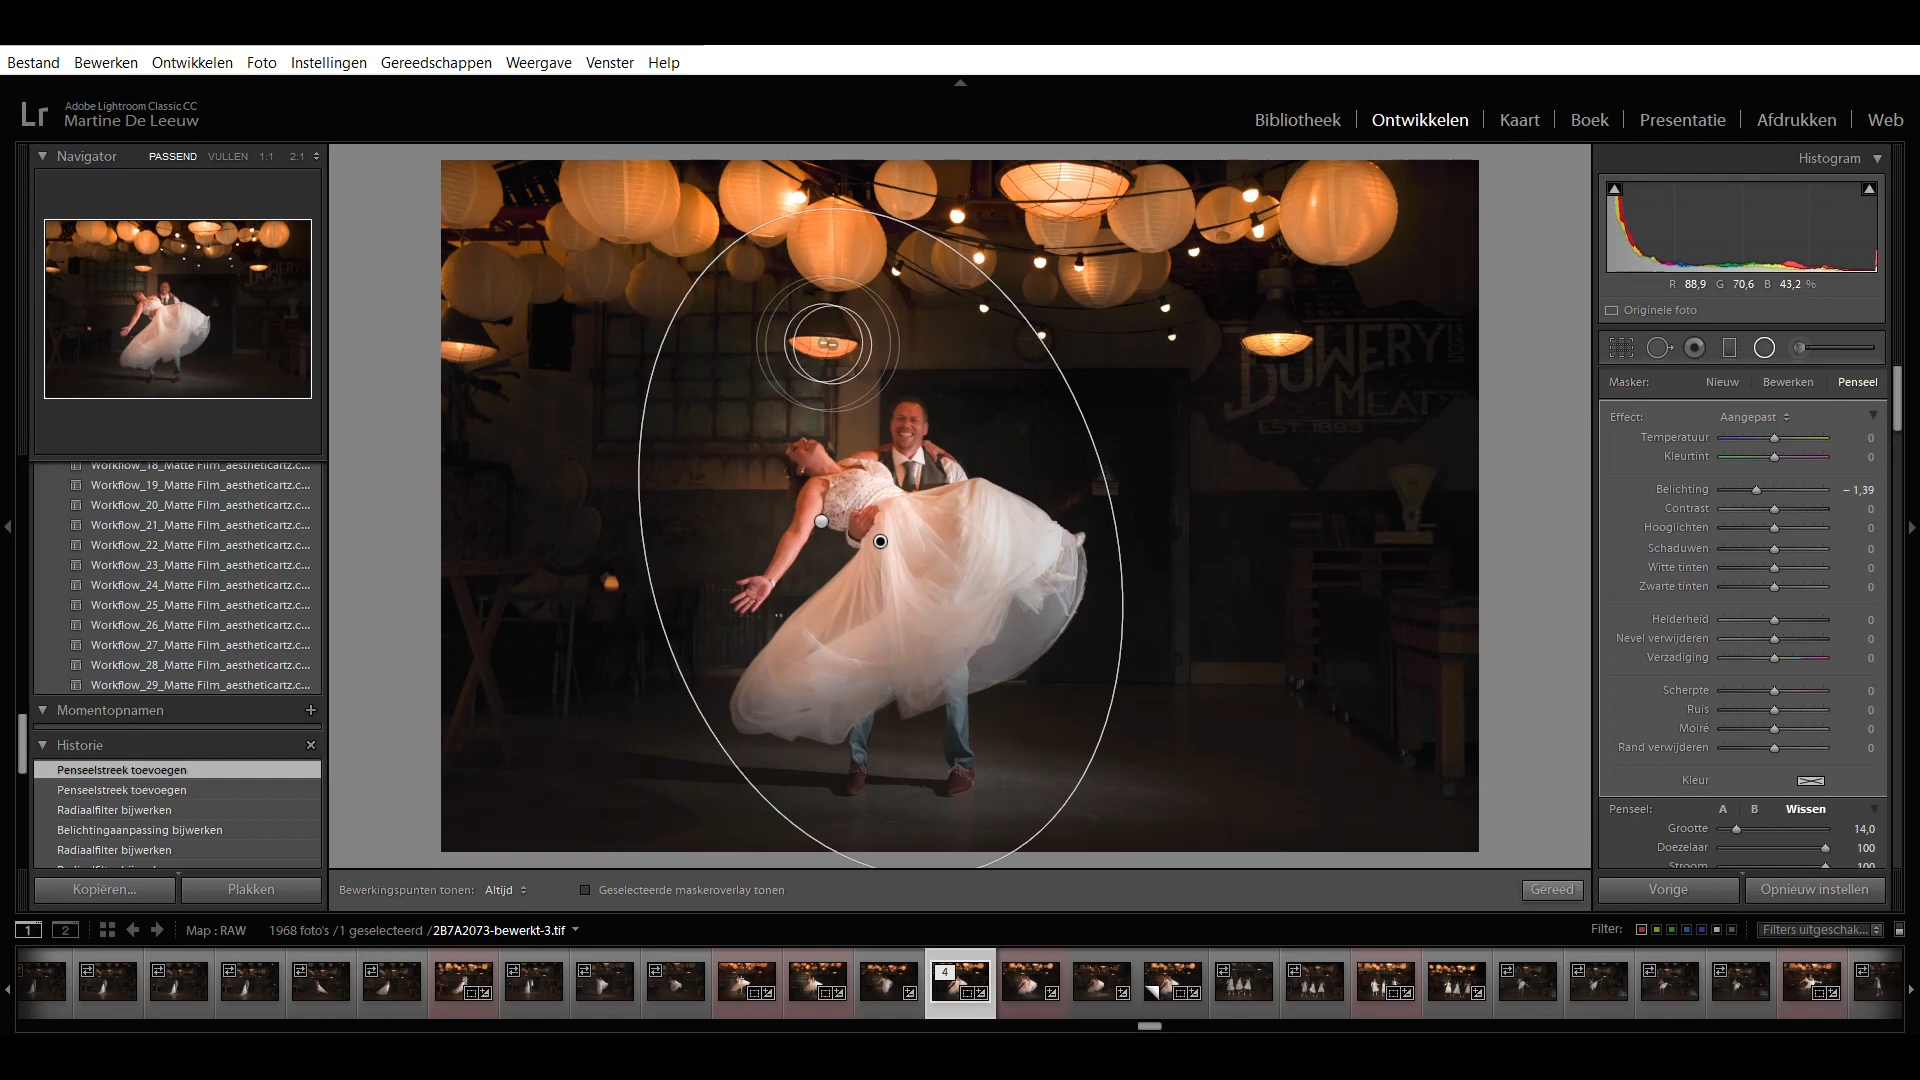 Bestand Bewerken Ontwikkelen Foto Instellingen Gereedschappen Weergave Venster Help
Lr
Adobe Lightroom Classic CC
Martine De Leeuw
Bibliotheek Ontwikkelen Kaart Boek Presentatie Afdrukken Web
Navigator PASSEND VULLEN 1:1 2:1
Workflow_18_Matte Film_aestheticartz.c...
Workflow_19_Matte Film_aestheticartz.c...
Workflow_20_Matte Film_aestheticartz.c...
Workflow_21_Matte Film_aestheticartz.c...
Workflow_22_Matte Film_aestheticartz.c...
Workflow_23_Matte Film_aestheticartz.c...
Workflow_24_Matte Film_aestheticartz.c...
Workflow_25_Matte Film_aestheticartz.c...
Workflow_26_Matte Film_aestheticartz.c...
Workflow_27_Matte Film_aestheticartz.c...
Workflow_28_Matte Film_aestheticartz.c...
Workflow_29_Matte Film_aestheticartz.c...
Momentopnamen
Historie
Penseelstreek toevoegen
Penseelstreek toevoegen
Radiaalfilter bijwerken
Belichtingaanpassing bijwerken
Radiaalfilter bijwerken
Kopiëren... Plakken
BOWERY
MEATS
EST 1893
Bewerkingspunten tonen: Altijd Geselecteerde maskeroverlay tonen Gereed
Histogram
R 88,9 G 70,6 B 43,2 %
Originele foto
Masker: Nieuw Bewerken Penseel
Effect: Aangepast
Temperatuur 0
Kleurtint 0
Belichting – 1,39
Contrast 0
Hooglichten 0
Schaduwen 0
Witte tinten 0
Zwarte tinten 0
Helderheid 0
Nevel verwijderen 0
Verzadiging 0
Scherpte 0
Ruis 0
Moiré 0
Rand verwijderen 0
Kleur
Penseel: A B Wissen
Grootte 14,0
Doezelaar 100
Stroom 100
Vorige Opnieuw instellen
1 2 Map : RAW 1968 foto's /1 geselecteerd /2B7A2073-bewerkt-3.tif Filter: Filters uitgeschak...
4